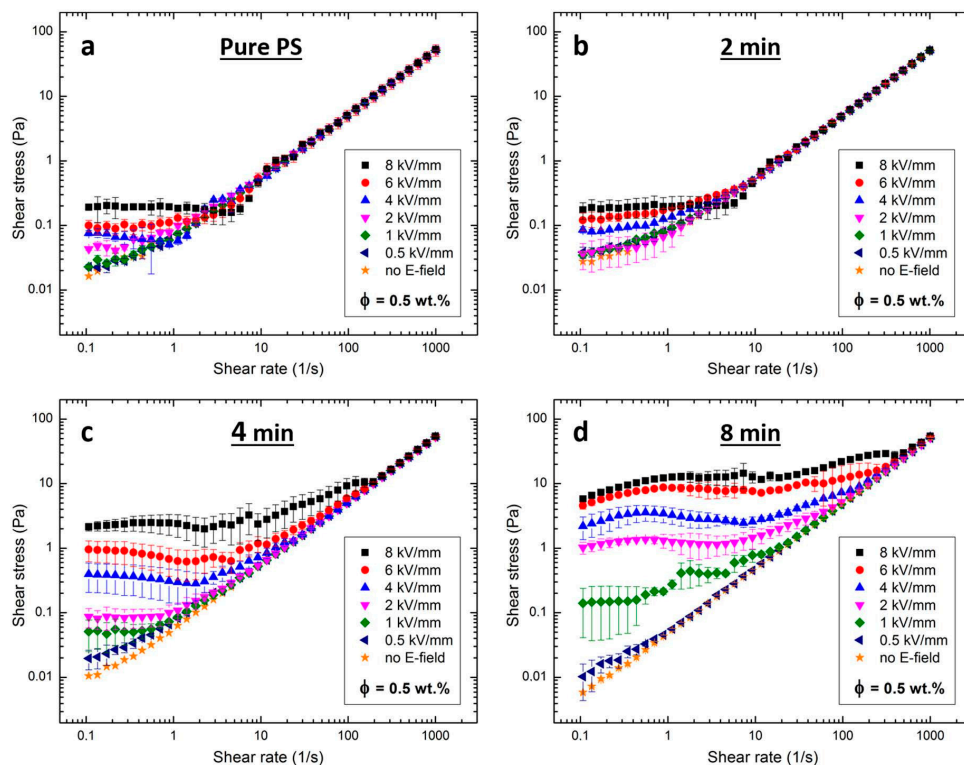 a
Pure PS
Shear stress (Pa)
100
10
1
0.1
0.01
8 kV/mm
6 kV/mm
4 kV/mm
2 kV/mm
1 kV/mm
0.5 kV/mm
no E-field
ϕ = 0.5 wt.%
0.1 1 10 100 1000
Shear rate (1/s)
b
2 min
Shear stress (Pa)
100
10
1
0.1
0.01
8 kV/mm
6 kV/mm
4 kV/mm
2 kV/mm
1 kV/mm
0.5 kV/mm
no E-field
ϕ = 0.5 wt.%
0.1 1 10 100 1000
Shear rate (1/s)
c
4 min
Shear stress (Pa)
100
10
1
0.1
0.01
8 kV/mm
6 kV/mm
4 kV/mm
2 kV/mm
1 kV/mm
0.5 kV/mm
no E-field
ϕ = 0.5 wt.%
0.1 1 10 100 1000
Shear rate (1/s)
d
8 min
Shear stress (Pa)
100
10
1
0.1
0.01
8 kV/mm
6 kV/mm
4 kV/mm
2 kV/mm
1 kV/mm
0.5 kV/mm
no E-field
ϕ = 0.5 wt.%
0.1 1 10 100 1000
Shear rate (1/s)